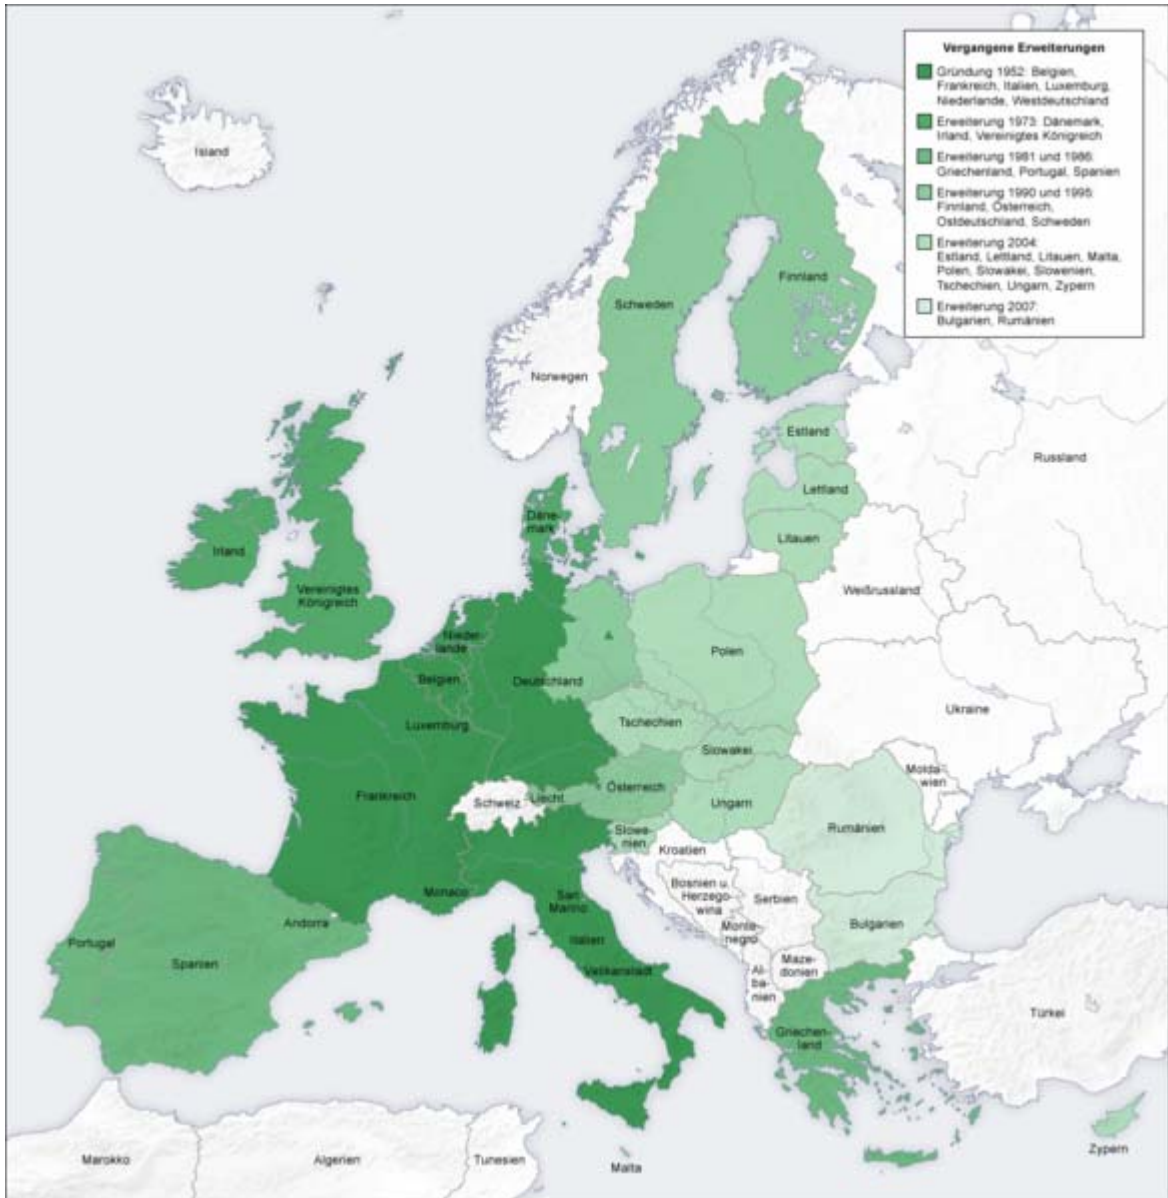 Vergangene Erweiterungen
Gründung 1952: Belgien,
Frankreich, Italien, Luxemburg,
Niederlande, Westdeutschland
Erweiterung 1973: Dänemark,
Irland, Vereinigtes Königreich
Erweiterung 1981 und 1986:
Griechenland, Portugal, Spanien
Erweiterung 1990 und 1995:
Finnland, Österreich,
Ostdeutschland, Schweden
Erweiterung 2004:
Estland, Lettland, Litauen, Malta,
Polen, Slowakei, Slowenien,
Tschechien, Ungarn, Zypern
Erweiterung 2007:
Bulgarien, Rumänien
Island
Finnland
Schweden
Norwegen
Estland
Russland
Lettland
Däne-
mark
Litauen
Irland
Vereinigtes
Königreich
Weißrussland
Nieder-
lande
Polen
Belgien
Deutschland
Ukraine
Tschechien
Luxemburg
Slowakei
Molda-
wien
Österreich
Frankreich
Liecht.
Schweiz
Ungarn
Rumänien
Slowe-
nien
Kroatien
Monaco
Bosnien u.
Herzego-
wina
San
Marino
Serbien
Andorra
Bulgarien
Monte-
negro
Portugal
Italien
Spanien
Vatikanstadt
Maze-
donien
Al-
ba-
nien
Türkei
Griechen-
land
Zypern
Marokko
Algerien
Tunesien
Malta